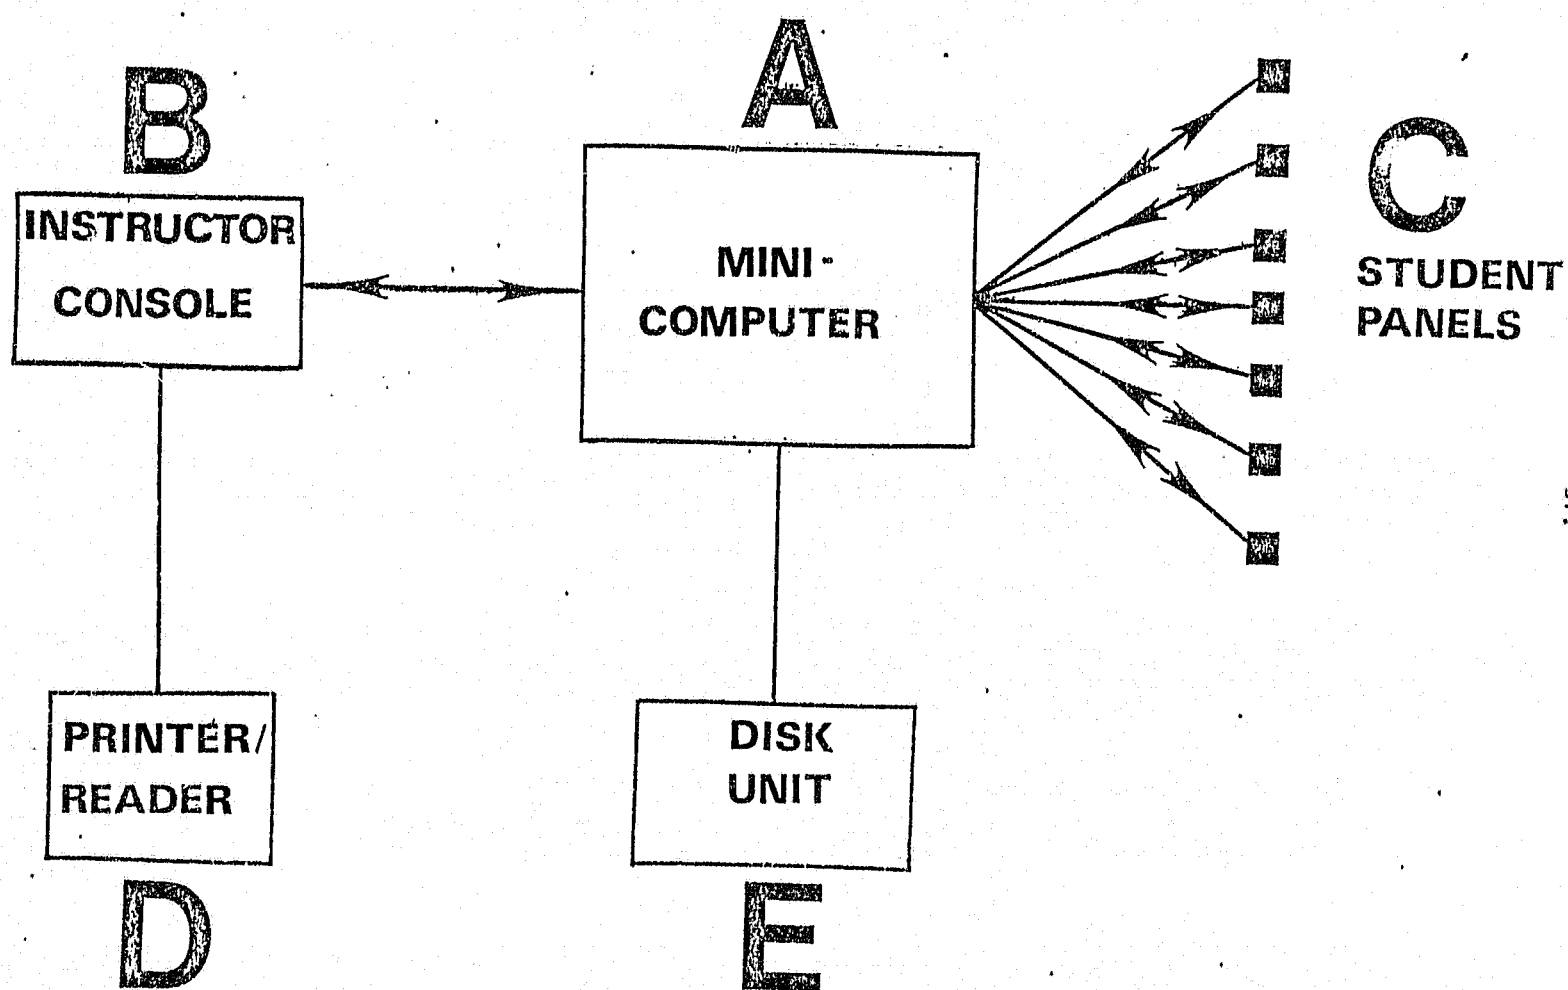 A
B
INSTRUCTOR
CONSOLE
MINI-
COMPUTER
C
STUDENT
PANELS
PRINTER/
READER
D
DISK
UNIT
E